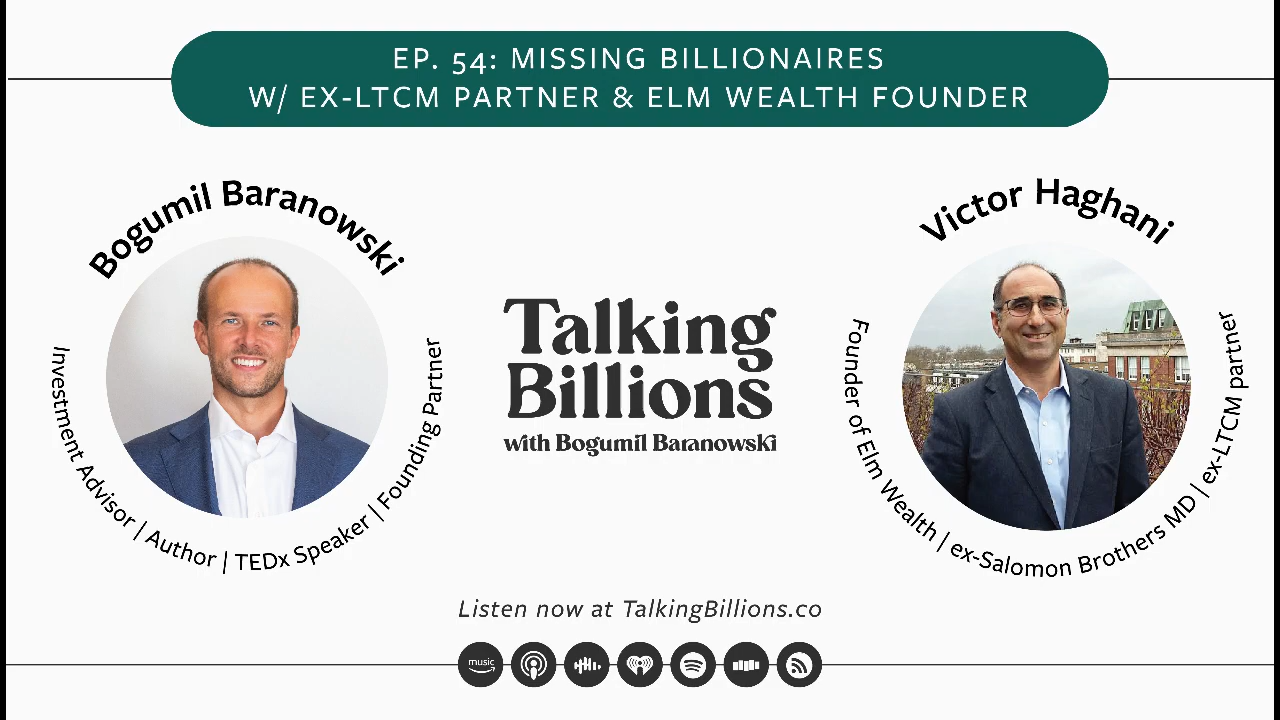 EP. 54: MISSING BILLIONAIRES
W/ EX-LTCM PARTNER & ELM WEALTH FOUNDER
Bogumil Baranowski
Investment Advisor | Author | TEDx Speaker | Founding Partner
Talking
Billions
with Bogumil Baranowski
Victor Haghani
Founder of Elm Wealth | ex-Salomon Brothers MD | ex-LTCM partner
Listen now at TalkingBillions.co
music